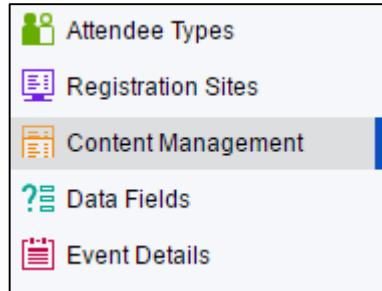 Attendee Types
Registration Sites
Content Management
Data Fields
Event Details